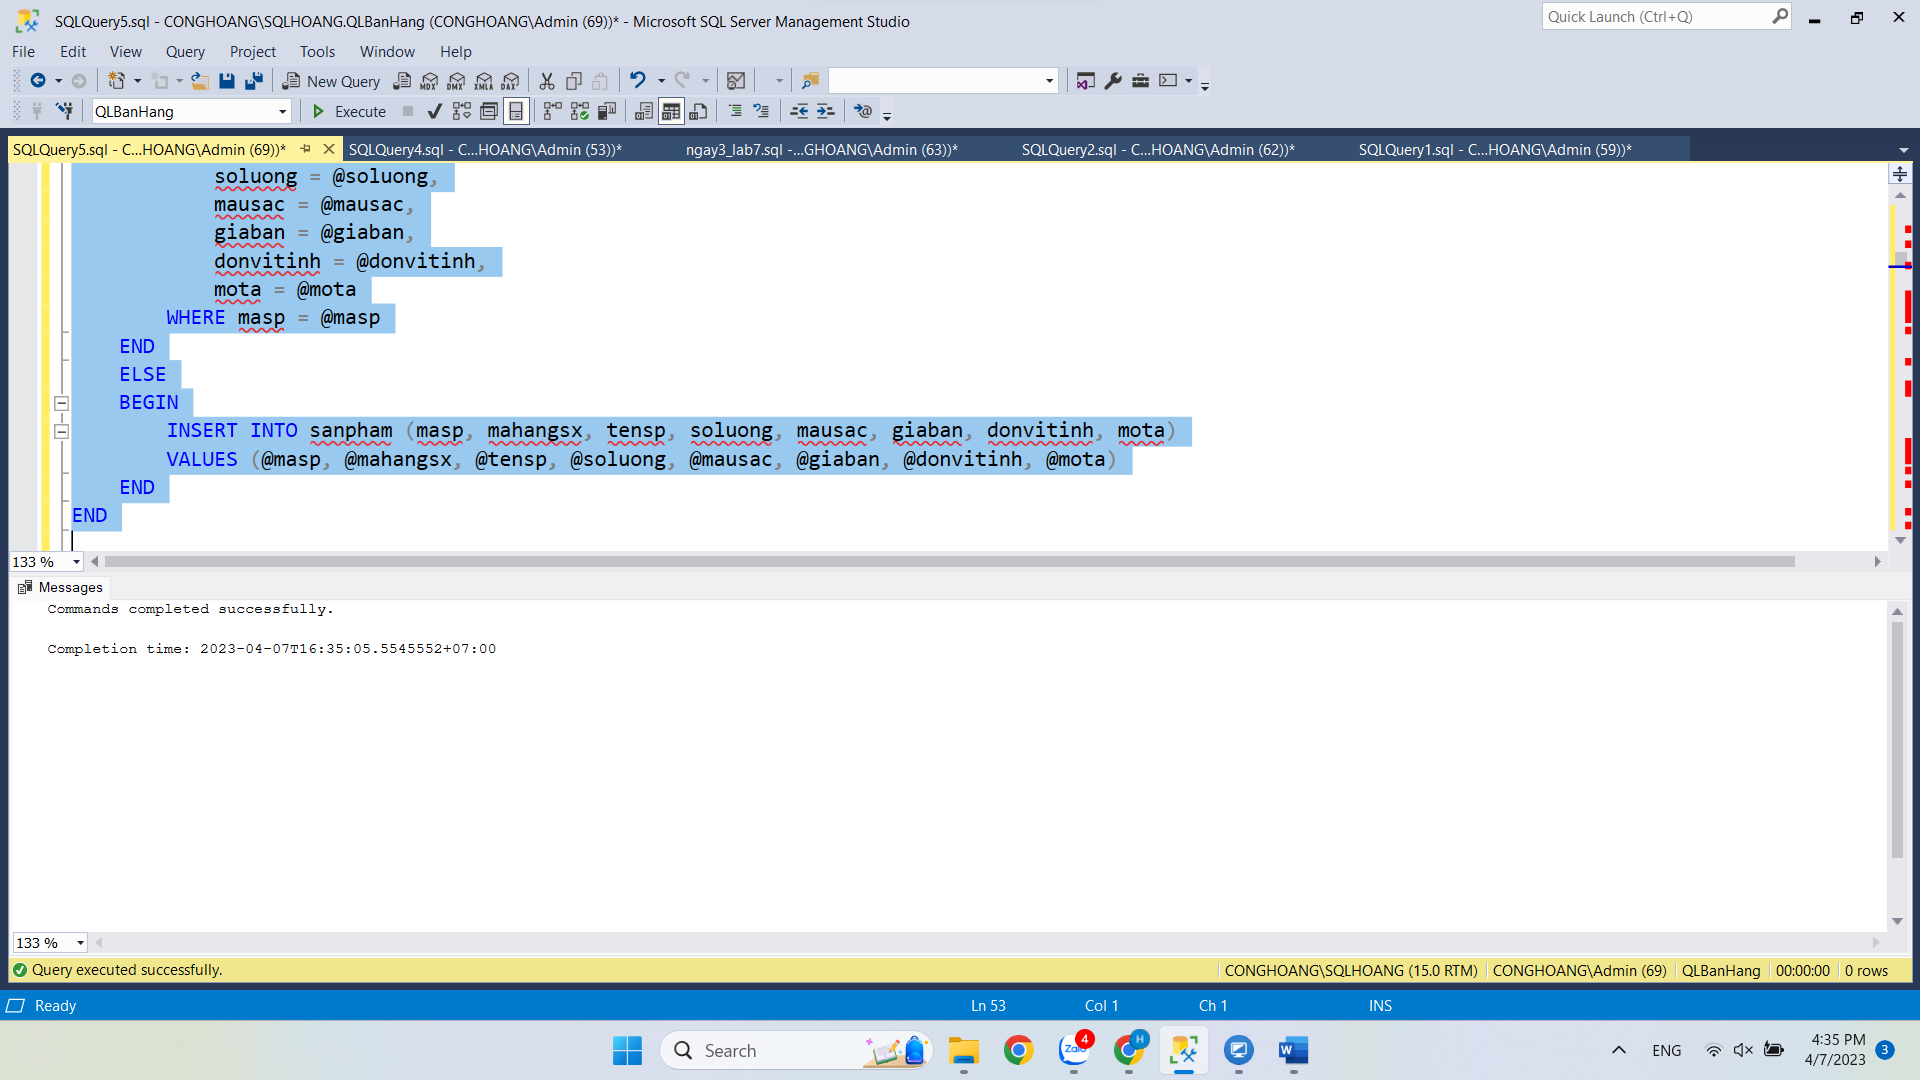 SQLQuery5.sql - CONGHOANG\SQLHOANG.QLBanHang (CONGHOANG\Admin (69))* - Microsoft SQL Server Management Studio
Quick Launch (Ctrl+Q)
File Edit View Query Project Tools Window Help
New Query
MDX DMX XMLA DAX
QLBanHang
Execute
SQLQuery5.sql - C...HOANG\Admin (69))* SQLQuery4.sql - C...HOANG\Admin (53))* ngay3_lab7.sql -...GHOANG\Admin (63))* SQLQuery2.sql - C...HOANG\Admin (62))* SQLQuery1.sql - C...HOANG\Admin (59))*
soluong = @soluong,
mausac = @mausac,
giaban = @giaban,
donvitinh = @donvitinh,
mota = @mota
WHERE masp = @masp
END
ELSE
BEGIN
INSERT INTO sanpham (masp, mahangsx, tensp, soluong, mausac, giaban, donvitinh, mota)
VALUES (@masp, @mahangsx, @tensp, @soluong, @mausac, @giaban, @donvitinh, @mota)
END
END
133 %
Messages
Commands completed successfully.
Completion time: 2023-04-07T16:35:05.5545552+07:00
133 %
Query executed successfully.
CONGHOANG\SQLHOANG (15.0 RTM) CONGHOANG\Admin (69) QLBanHang 00:00:00 0 rows
Ready
Ln 53 Col 1 Ch 1 INS
Search
Zalo
4
H
W
ENG
4:35 PM
4/7/2023
3